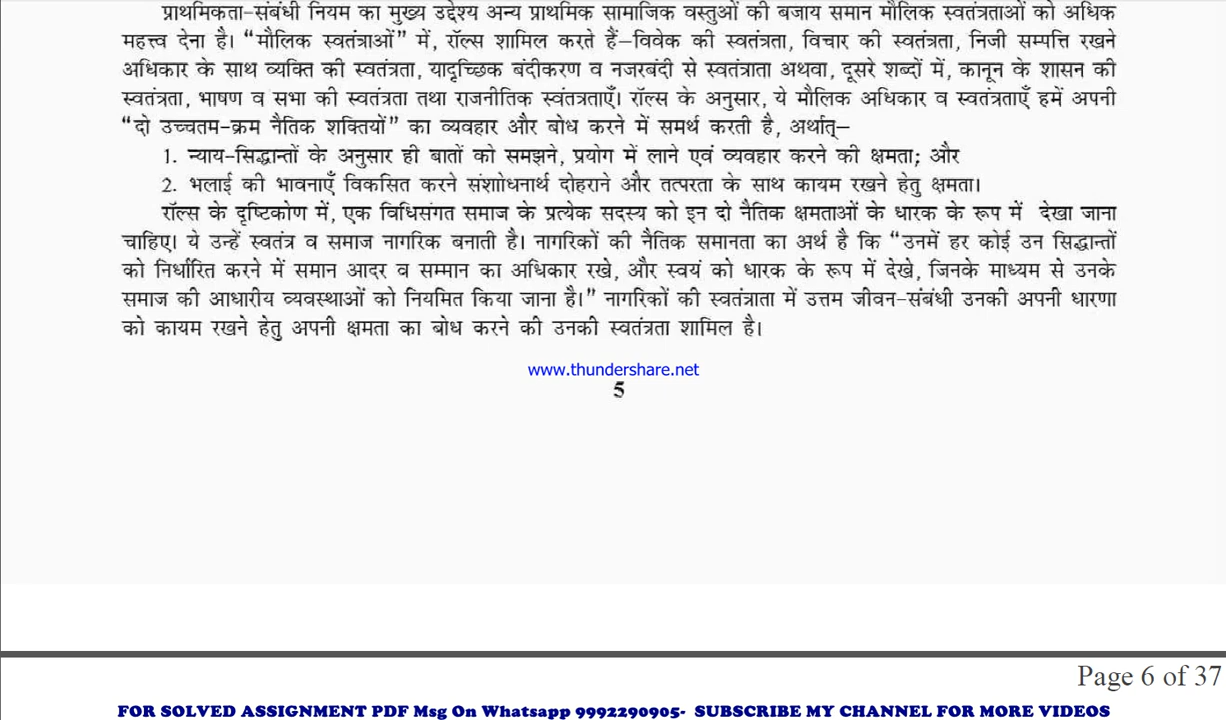 प्राथमिकता-संबंधी नियम का मुख्य उद्देश्य अन्य प्राथमिक सामाजिक वस्तुओं की बजाय समान मौलिक स्वतंत्रताओं को अधिक
महत्त्व देना है। “मौलिक स्वतंत्राओं” में, रॉल्स शामिल करते हैं—विवेक की स्वतंत्रता, विचार की स्वतंत्रता, निजी सम्पत्ति रखने
अधिकार के साथ व्यक्ति की स्वतंत्रता, यादृच्छिक बंदीकरण व नजरबंदी से स्वतंत्राता अथवा, दूसरे शब्दों में, कानून के शासन की
स्वतंत्रता, भाषण व सभा की स्वतंत्रता तथा राजनीतिक स्वंतत्रताएँ। रॉल्स के अनुसार, ये मौलिक अधिकार व स्वतंत्रताएँ हमें अपनी
“दो उच्चतम-क्रम नैतिक शक्तियों” का व्यवहार और बोध करने में समर्थ करती है, अर्थात्—
1. न्याय-सिद्धान्तों के अनुसार ही बातों को समझने, प्रयोग में लाने एवं व्यवहार करने की क्षमता; और
2. भलाई की भावनाएँ विकसित करने संशाोधनार्थ दोहराने और तत्परता के साथ कायम रखने हेतु क्षमता।
रॉल्स के दृष्टिकोण में, एक विधिसंगत समाज के प्रत्येक सदस्य को इन दो नैतिक क्षमताओं के धारक के रूप में देखा जाना
चाहिए। ये उन्हें स्वतंत्र व समाज नागरिक बनाती है। नागरिकों की नैतिक समानता का अर्थ है कि “उनमें हर कोई उन सिद्धान्तों
को निर्धारित करने में समान आदर व सम्मान का अधिकार रखे, और स्वयं को धारक के रूप में देखे, जिनके माध्यम से उनके
समाज की आधारीय व्यवस्थाओं को नियमित किया जाना है।” नागरिकों की स्वतंत्राता में उत्तम जीवन-संबंधी उनकी अपनी धारणा
को कायम रखने हेतु अपनी क्षमता का बोध करने की उनकी स्वतंत्रता शामिल है।
www.thundershare.net
5
Page 6 of 37
FOR SOLVED ASSIGNMENT PDF Msg On Whatsapp 9992290905- SUBSCRIBE MY CHANNEL FOR MORE VIDEOS